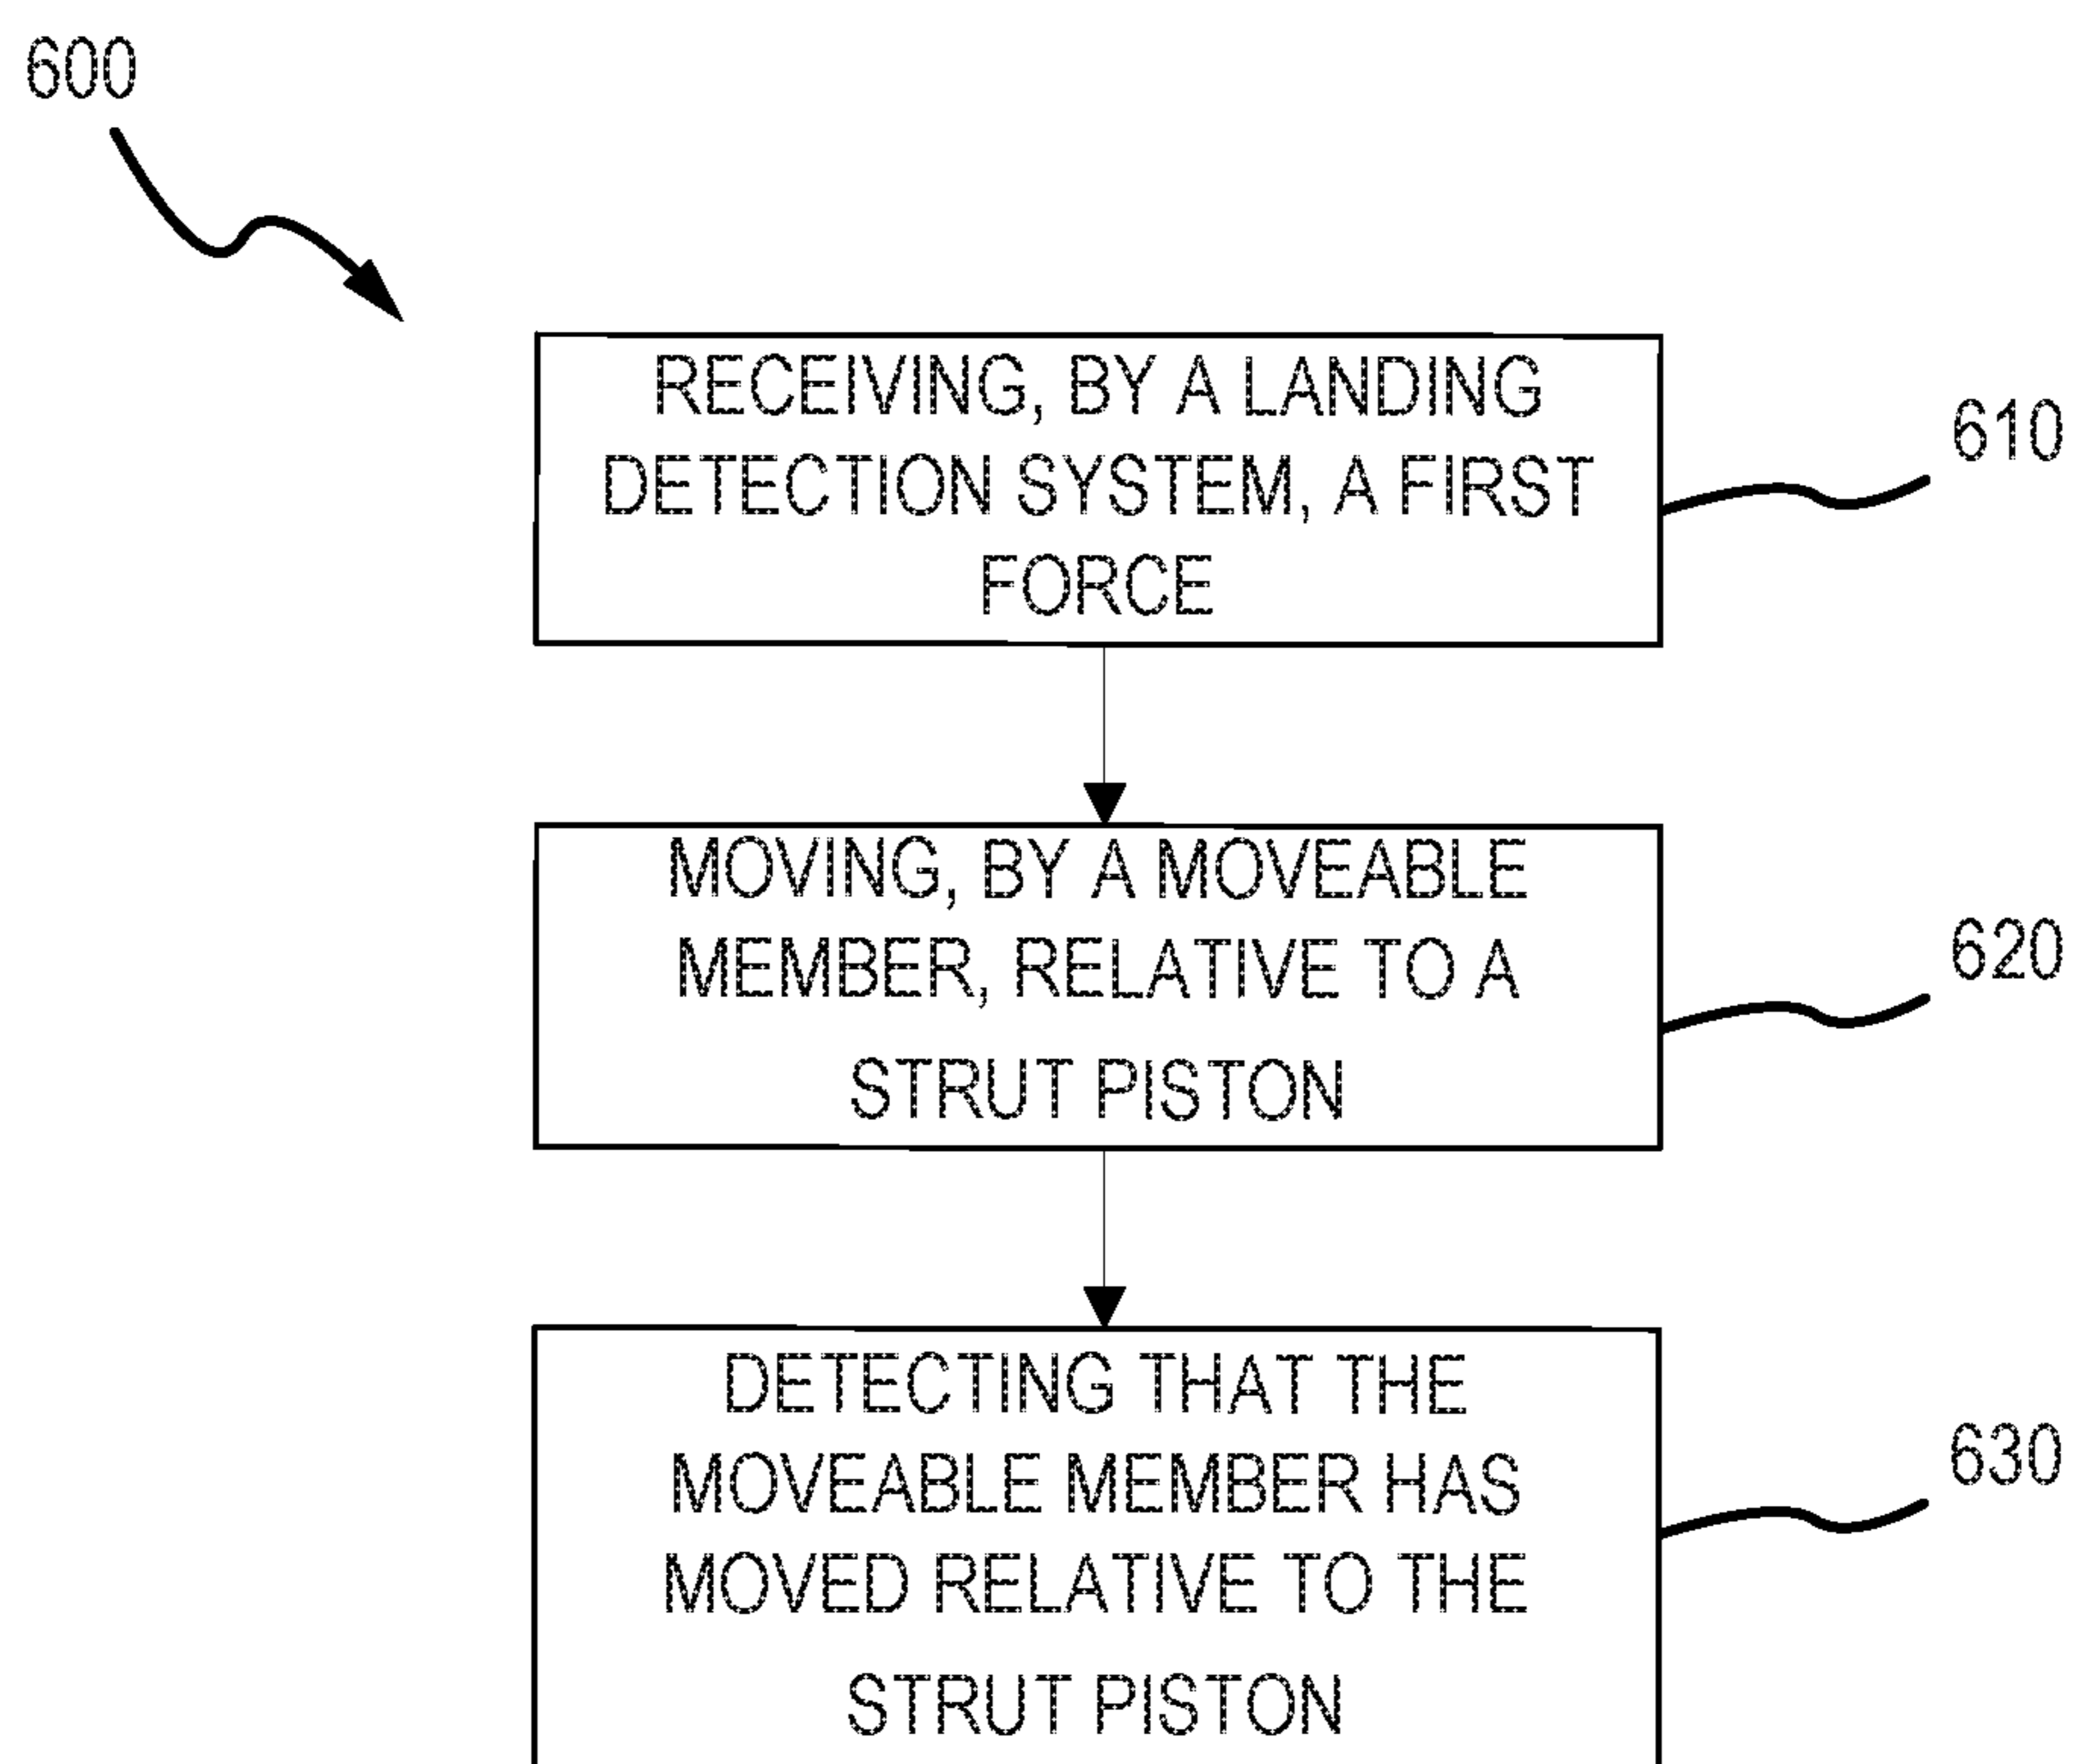 600
RECEIVING, BY A LANDING
DETECTION SYSTEM, A FIRST
FORCE
610
MOVING, BY A MOVEABLE
MEMBER, RELATIVE TO A
STRUT PISTON
620
DETECTING THAT THE
MOVEABLE MEMBER HAS
MOVED RELATIVE TO THE
STRUT PISTON
630